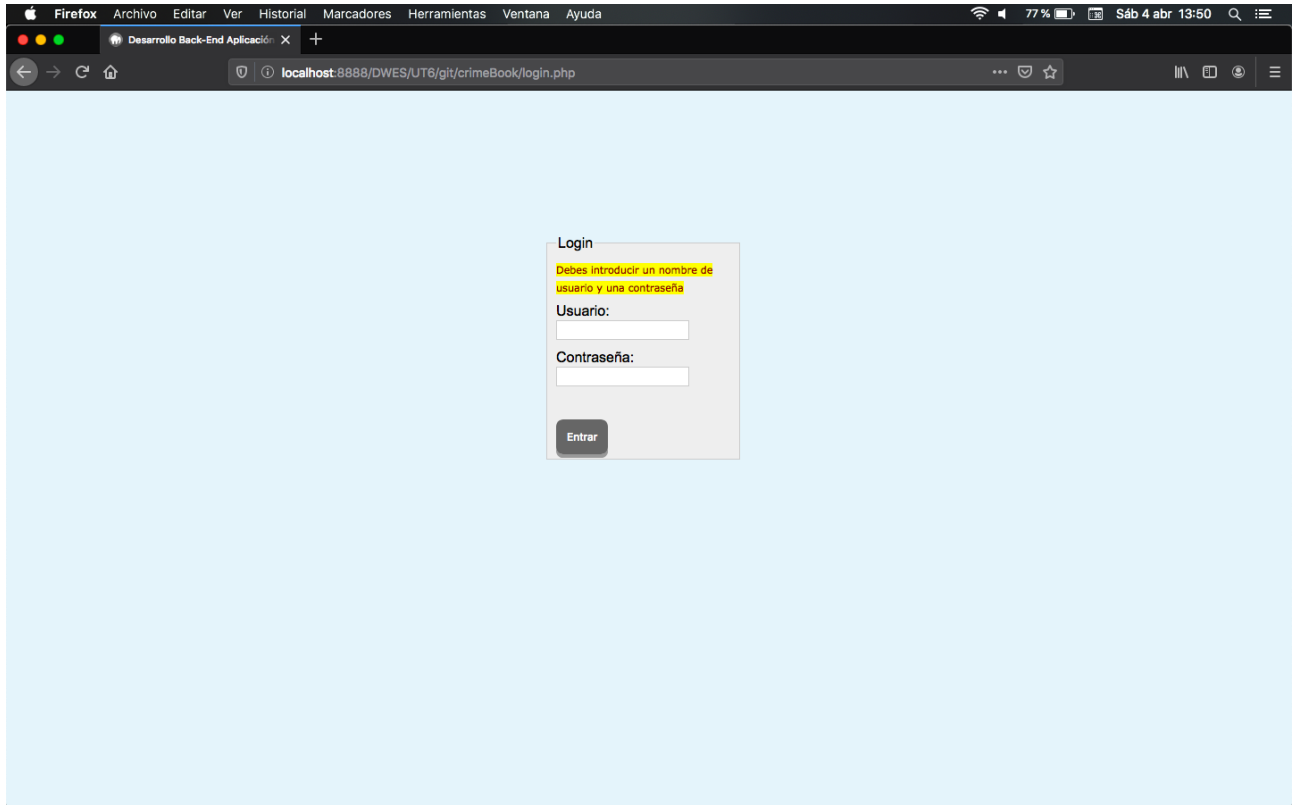 Firefox Archivo Editar Ver Historial Marcadores Herramientas Ventana Ayuda 77 % Sáb 4 abr 13:50
Desarrollo Back-End Aplicación
localhost:8888/DWES/UT6/git/crimeBook/login.php
Login
Debes introducir un nombre de
usuario y una contraseña
Usuario:
Contraseña:
Entrar